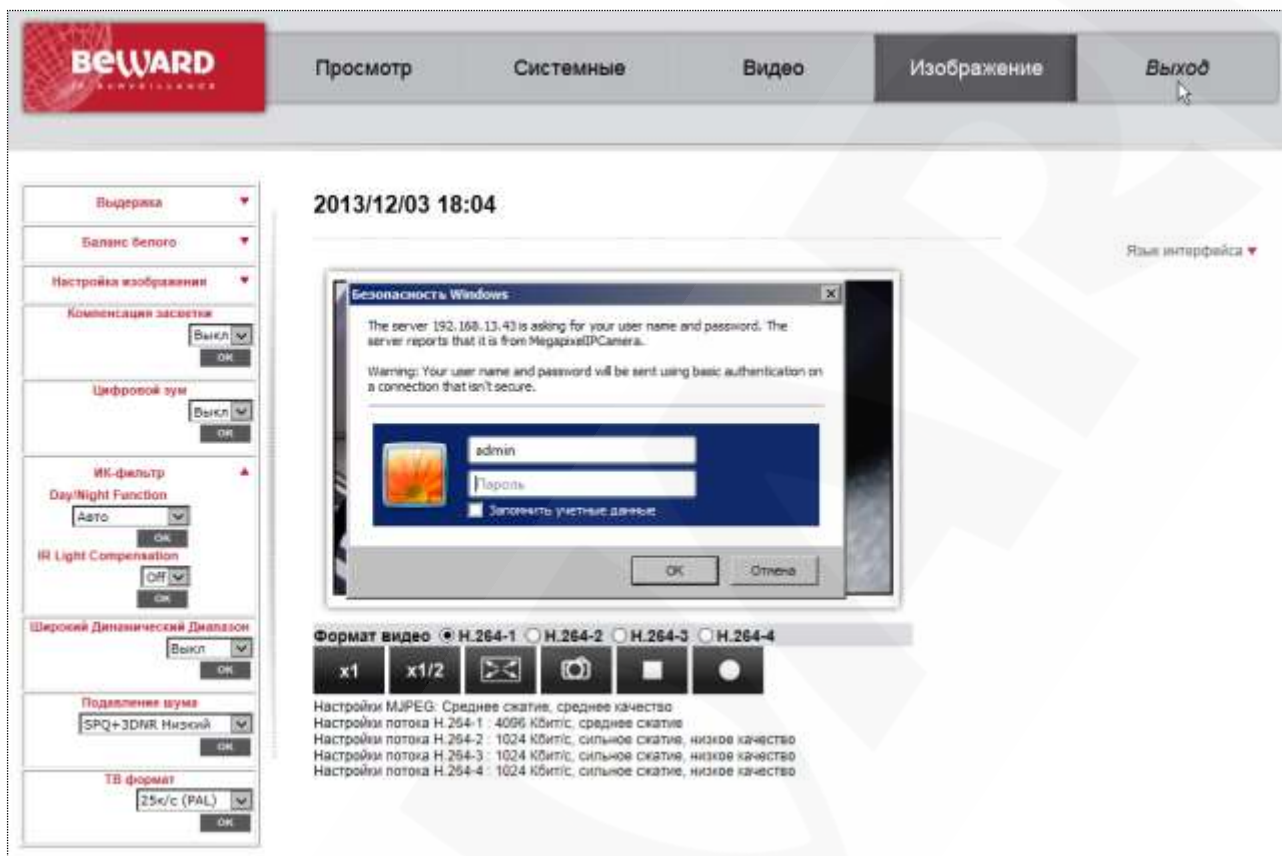 BEWARD
IP SURVEILLANCE
Просмотр
Системные
Видео
Изображение
Выход
Выдержка
Баланс белого
Настройка изображения
Компенсация засветки
Выкл
OK
Цифровой зум
Выкл
OK
ИК-фильтр
Day/Night Function
Авто
OK
IR Light Compensation
Off
OK
Широкий Динамический Диапазон
Выкл
OK
Подавление шума
SPQ+3DNR Низкий
OK
ТВ формат
25к/с (PAL)
OK
2013/12/03 18:04
Язык интерфейса
Безопасность Windows
The server 192.168.13.43 is asking for your user name and password. The
server reports that it is from MegapixelIPCamera.
Warning: Your user name and password will be sent using basic authentication on
a connection that isn't secure.
admin
Пароль
Запомнить учетные данные
OK
Отмена
Формат видео H.264-1 H.264-2 H.264-3 H.264-4
x1
x1/2
Настройки MJPEG: Среднее сжатие, среднее качество
Настройки потока H.264-1 : 4096 Кбит/с, среднее сжатие
Настройки потока H.264-2 : 1024 Кбит/с, сильное сжатие, низкое качество
Настройки потока H.264-3 : 1024 Кбит/с, сильное сжатие, низкое качество
Настройки потока H.264-4 : 1024 Кбит/с, сильное сжатие, низкое качество